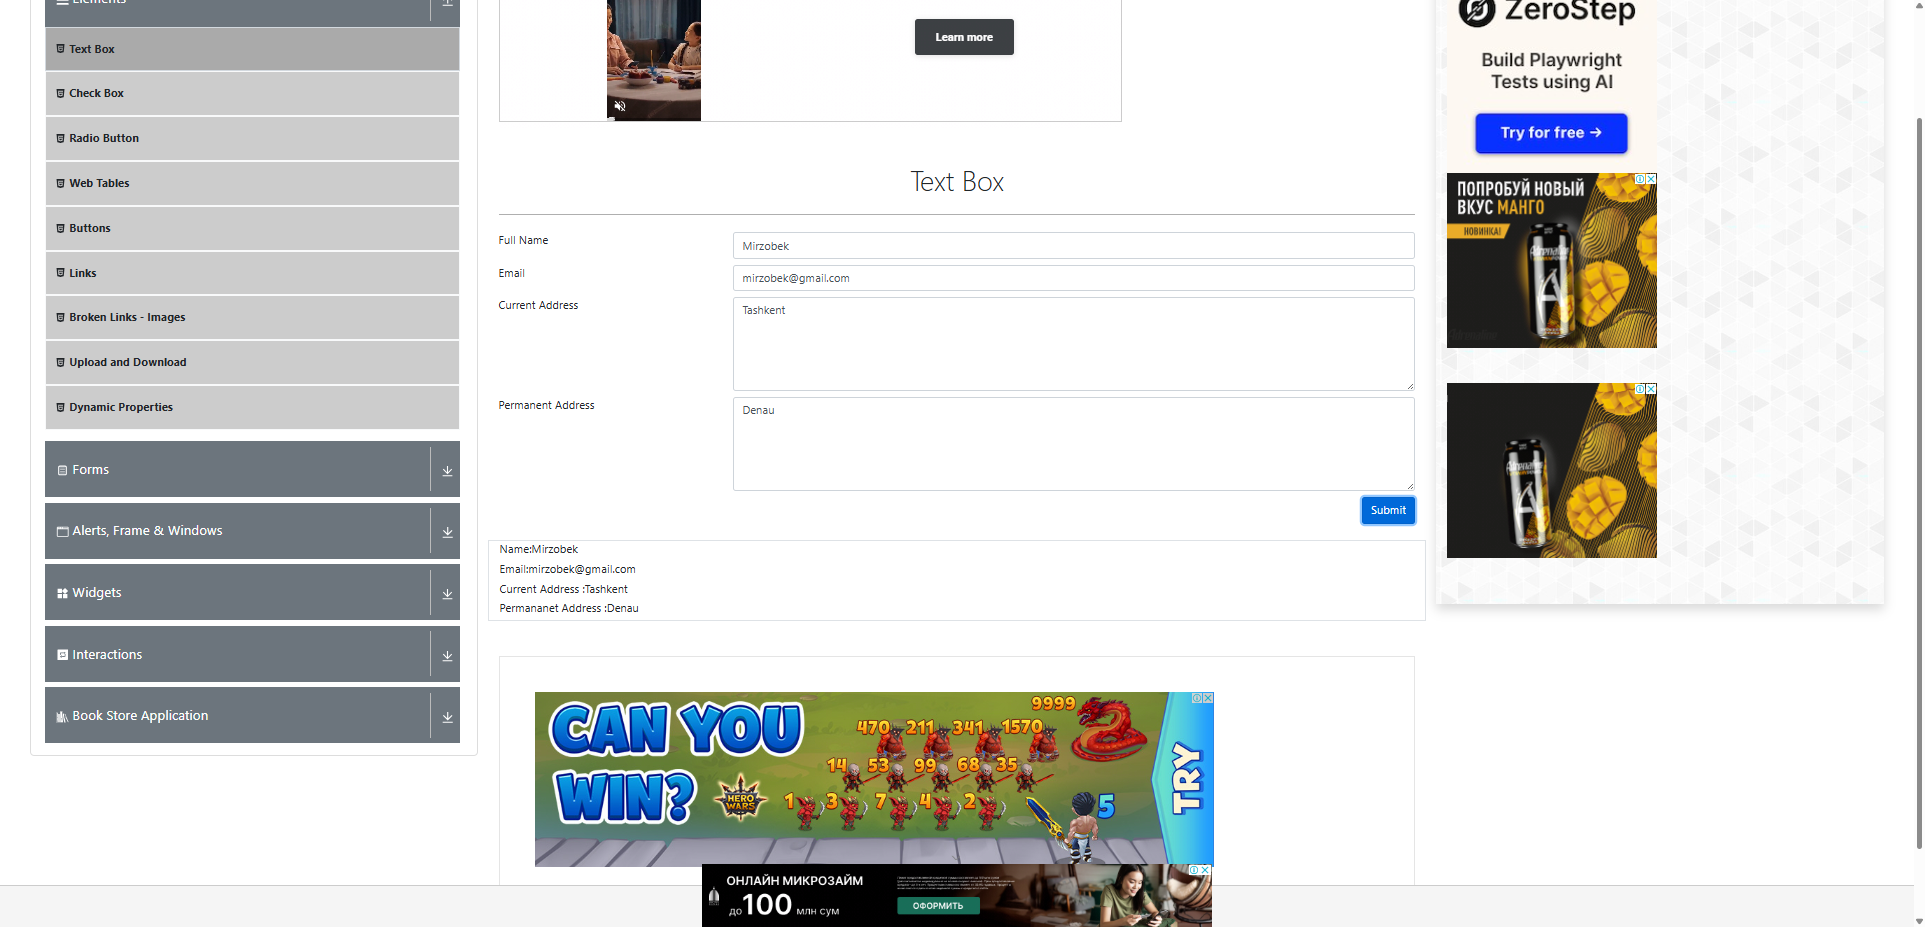 Elements
Text Box
Check Box
Radio Button
Web Tables
Buttons
Links
Broken Links - Images
Upload and Download
Dynamic Properties
Forms
Alerts, Frame & Windows
Widgets
Interactions
Book Store Application
Learn more
Text Box
Full Name
Mirzobek
Email
mirzobek@gmail.com
Current Address
Tashkent
Permanent Address
Denau
Submit
Name:Mirzobek
Email:mirzobek@gmail.com
Current Address :Tashkent
Permananet Address :Denau
CAN YOU
WIN?
HERO
WARS
9999
470 211 341 1570
14 53 99 68 35
1 3 7 4 2
5
TRY
ОНЛАЙН МИКРОЗАЙМ
до 100 млн сум
ОФОРМИТЬ
ZeroStep
Build Playwright
Tests using AI
Try for free →
ПОПРОБУЙ НОВЫЙ
ВКУС МАНГО
НОВИНКА!